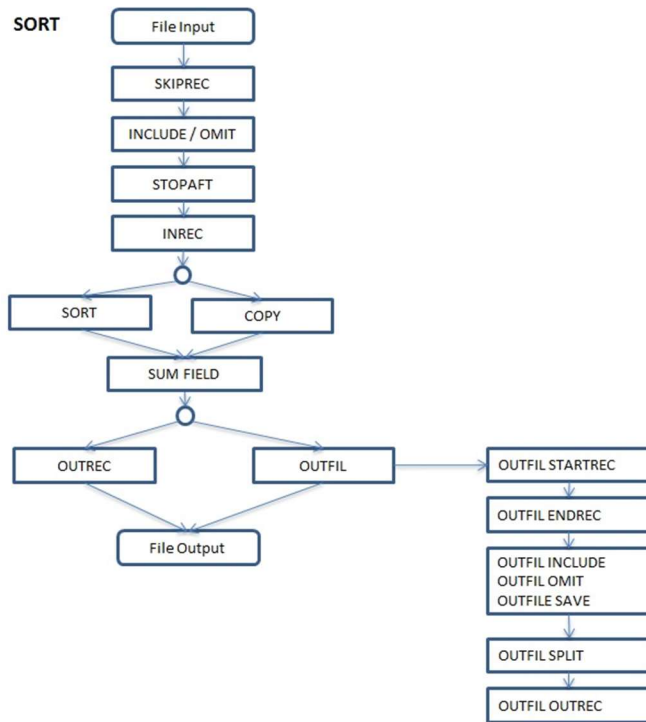 SORT
File Input
SKIPREC
INCLUDE / OMIT
STOPAFT
INREC
SORT
COPY
SUM FIELD
OUTREC
OUTFIL
File Output
OUTFIL STARTREC
OUTFIL ENDREC
OUTFIL INCLUDE
OUTFIL OMIT
OUTFILE SAVE
OUTFIL SPLIT
OUTFIL OUTREC